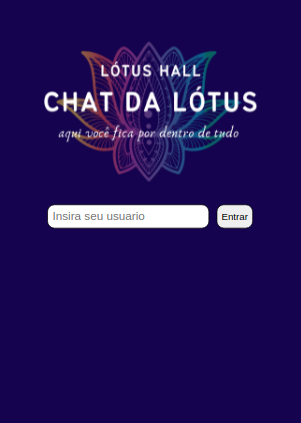 LÓTUS HALL
CHAT DA LÓTUS
aqui você fica por dentro de tudo
Insira seu usuario
Entrar